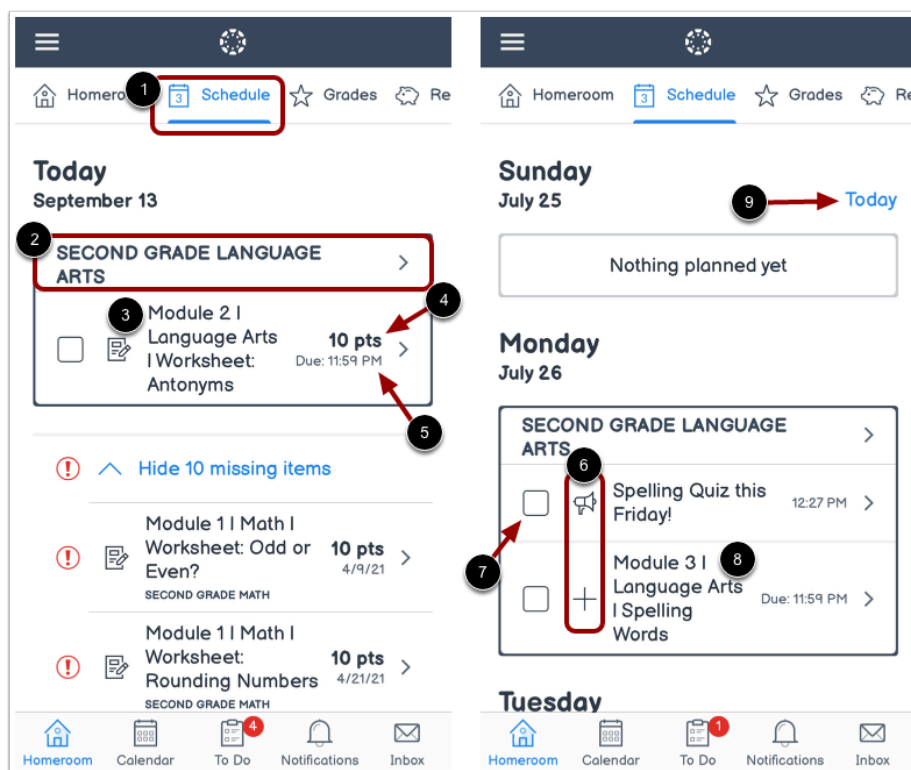 Homero
1
3
Schedule
Grades
Re
Today
September 13
2
SECOND GRADE LANGUAGE
ARTS
3
4
Module 2 |
Language Arts
| Worksheet:
Antonyms
10 pts
Due: 11:59 PM
5
Hide 10 missing items
Module 1 | Math |
Worksheet: Odd or
Even?
SECOND GRADE MATH
10 pts
4/9/21
Module 1 | Math |
Worksheet:
Rounding Numbers
SECOND GRADE MATH
10 pts
4/21/21
Homeroom
Calendar
4
To Do
Notifications
Inbox
Homeroom
3
Schedule
Grades
Re
Sunday
July 25
9
Today
Nothing planned yet
Monday
July 26
SECOND GRADE LANGUAGE
ARTS
6
Spelling Quiz this
Friday!
12:27 PM
7
Module 3 |
Language Arts
| Spelling
Words
8
Due: 11:59 PM
Tuesday
Homeroom
Calendar
1
To Do
Notifications
Inbox